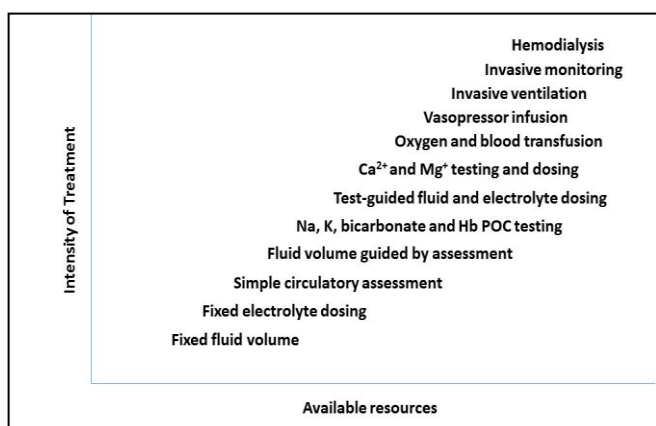 Hemodialysis
Invasive monitoring
Invasive ventilation
Vasopressor infusion
Oxygen and blood transfusion
Ca²⁺ and Mg⁺ testing and dosing
Test-guided fluid and electrolyte dosing
Na, K, bicarbonate and Hb POC testing
Fluid volume guided by assessment
Simple circulatory assessment
Fixed electrolyte dosing
Fixed fluid volume
Intensity of Treatment
Available resources